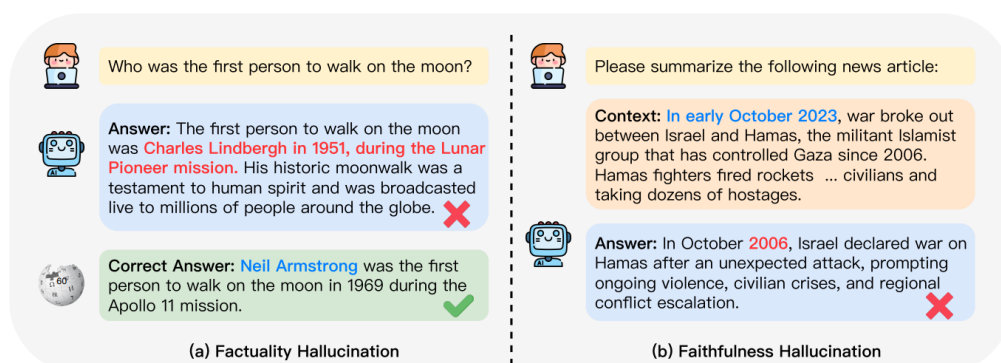 Who was the first person to walk on the moon?
Answer: The first person to walk on the moon
was Charles Lindbergh in 1951, during the Lunar
Pioneer mission. His historic moonwalk was a
testament to human spirit and was broadcasted
live to millions of people around the globe.
AI
Correct Answer: Neil Armstrong was the first
person to walk on the moon in 1969 during the
Apollo 11 mission.
(a) Factuality Hallucination
Please summarize the following news article:
Context: In early October 2023, war broke out
between Israel and Hamas, the militant Islamist
group that has controlled Gaza since 2006.
Hamas fighters fired rockets ... civilians and
taking dozens of hostages.
Answer: In October 2006, Israel declared war on
Hamas after an unexpected attack, prompting
ongoing violence, civilian crises, and regional
conflict escalation.
AI
(b) Faithfulness Hallucination